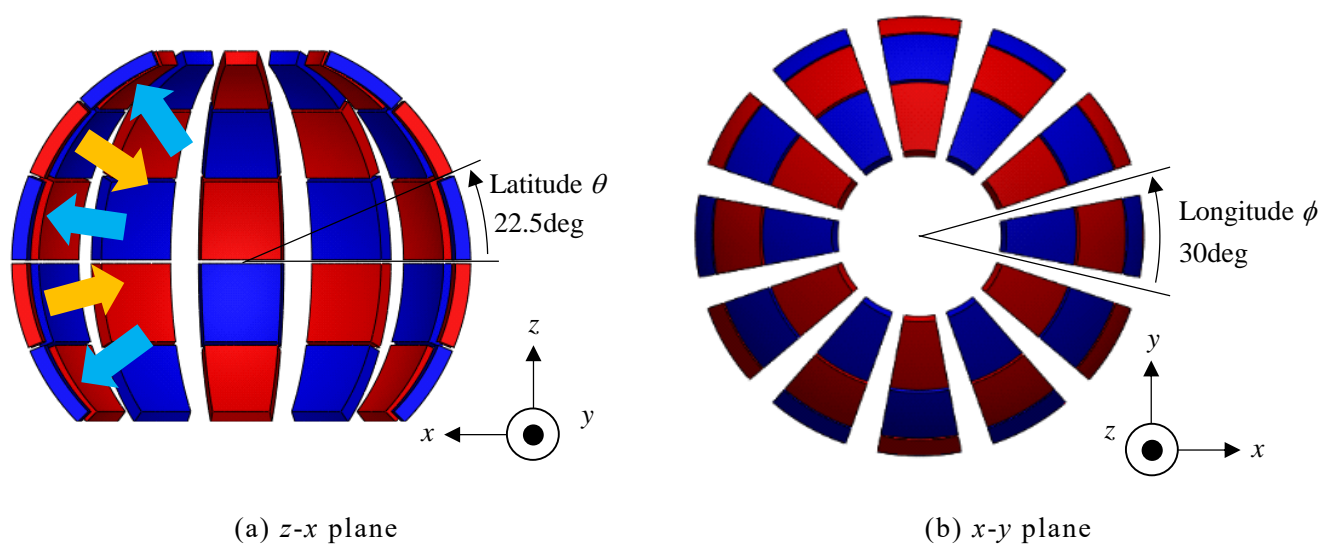 Latitude θ
22.5deg
z
x
y
(a) z-x plane
Longitude ϕ
30deg
y
z
x
(b) x-y plane